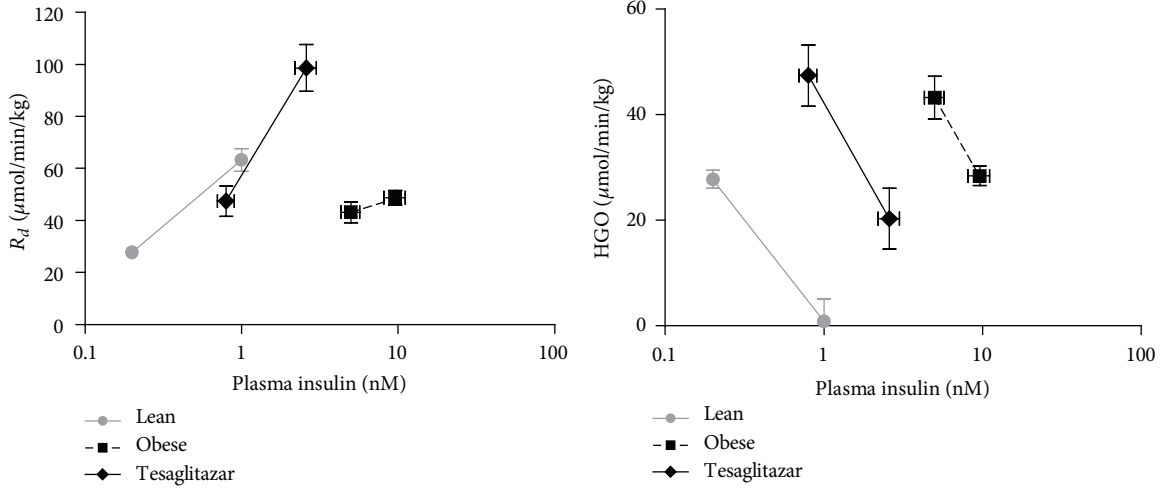 120
100
80
60
40
20
0
R_d (μmol/min/kg)
0.1 1 10 100
Plasma insulin (nM)
Lean
Obese
Tesaglitazar
60
40
20
0
HGO (μmol/min/kg)
0.1 1 10 100
Plasma insulin (nM)
Lean
Obese
Tesaglitazar